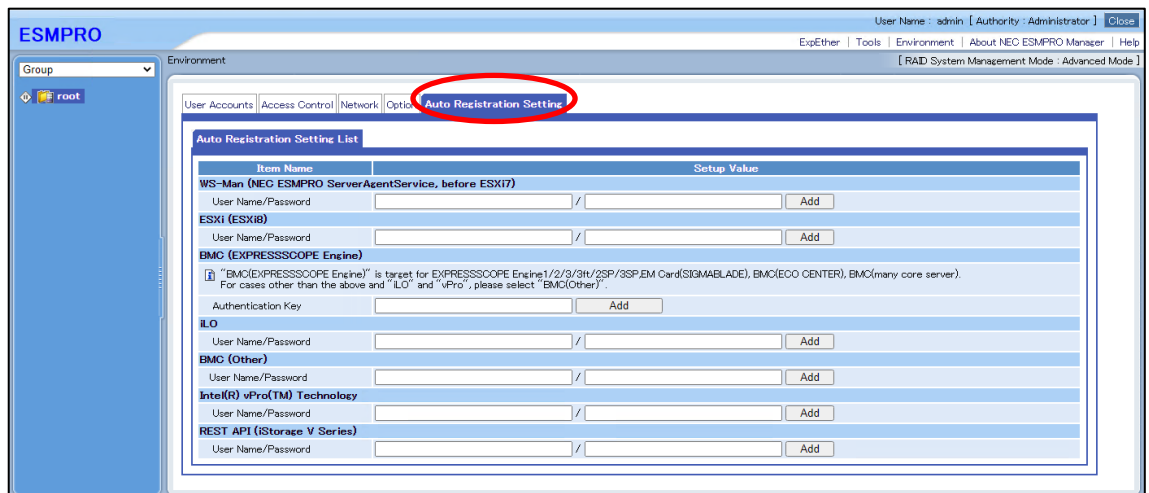 User Name : admin [ Authority : Administrator ] Close
ESMPRO
ExpEther | Tools | Environment | About NEC ESMPRO Manager | Help
Group
Environment
[ RAID System Management Mode : Advanced Mode ]
root
User Accounts Access Control Network Option Auto Registration Setting
Auto Registration Setting List
Item Name Setup Value
WS-Man (NEC ESMPRO ServerAgentService, before ESXi7)
User Name/Password / Add
ESXi (ESXi8)
User Name/Password / Add
BMC (EXPRESSSCOPE Engine)
"BMC(EXPRESSSCOPE Engine)" is target for EXPRESSSCOPE Engine1/2/3/3ft/2SP/3SP,EM Card(SIGMABLADE), BMC(ECO CENTER), BMC(many core server).
For cases other than the above and "iLO" and "vPro", please select "BMC(Other)".
Authentication Key Add
iLO
User Name/Password / Add
BMC (Other)
User Name/Password / Add
Intel(R) vPro(TM) Technology
User Name/Password / Add
REST API (iStorage V Series)
User Name/Password / Add